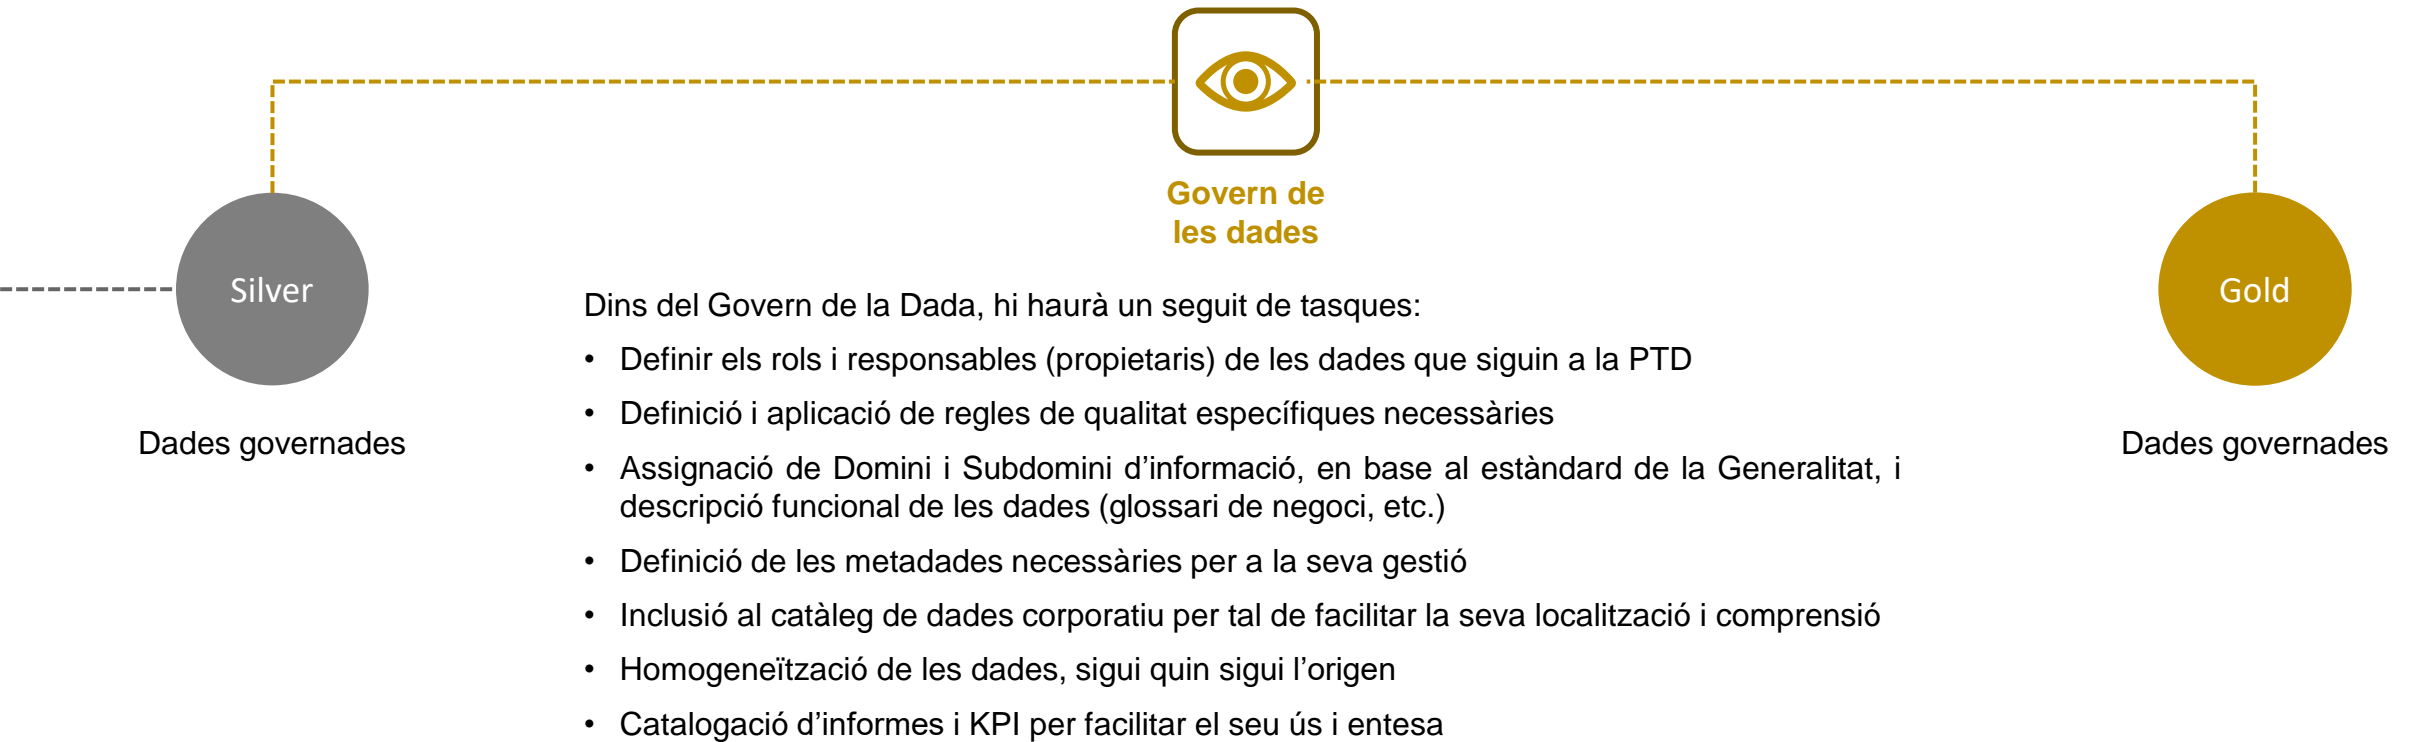 Govern de
les dades
Silver
Dades governades
Dins del Govern de la Dada, hi haurà un seguit de tasques:
• Definir els rols i responsables (propietaris) de les dades que siguin a la PTD
• Definició i aplicació de regles de qualitat específiques necessàries
• Assignació de Domini i Subdomini d’informació, en base al estàndard de la Generalitat, i
descripció funcional de les dades (glossari de negoci, etc.)
• Definició de les metadades necessàries per a la seva gestió
• Inclusió al catàleg de dades corporatiu per tal de facilitar la seva localització i comprensió
• Homogeneïtzació de les dades, sigui quin sigui l’origen
• Catalogació d’informes i KPI per facilitar el seu ús i entesa
Gold
Dades governades